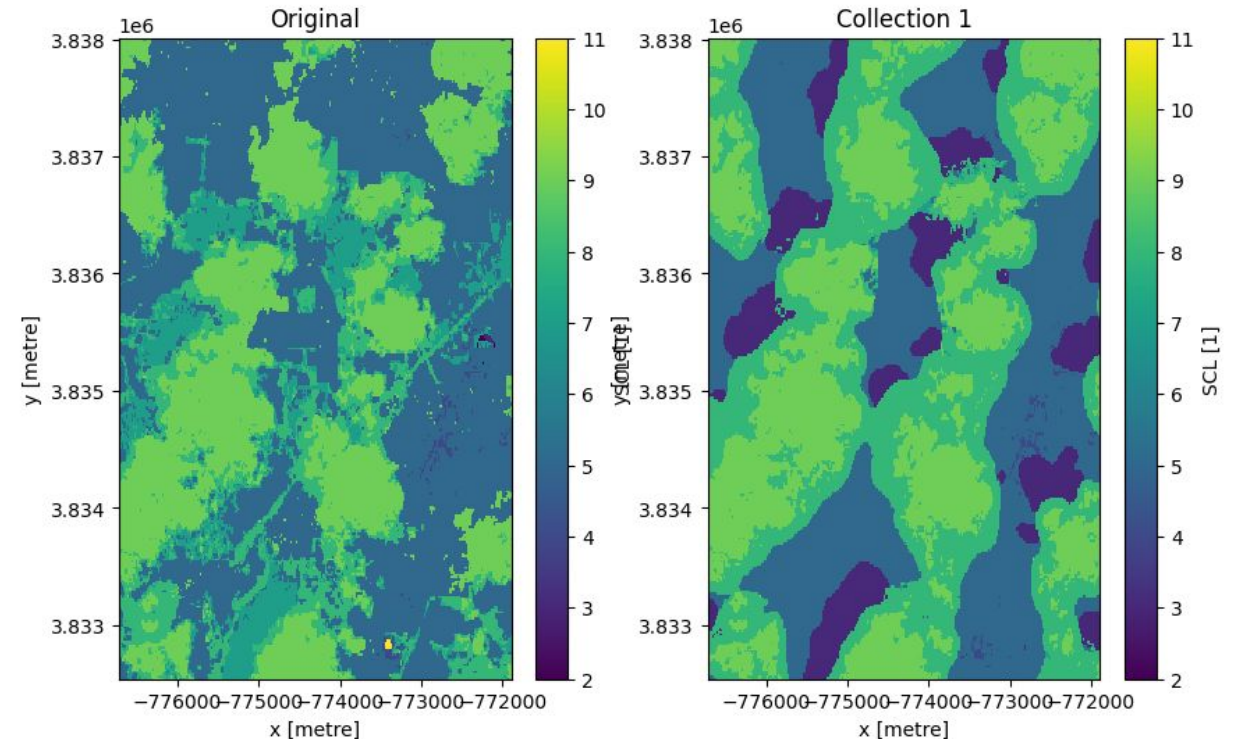 Original
1e6
3.838
3.837
3.836
3.835
3.834
3.833
y [metre]
−776000 −775000 −774000 −773000 −772000
x [metre]
11
10
9
8
7
6
5
4
3
2
SCL [1]
Collection 1
1e6
3.838
3.837
3.836
3.835
3.834
3.833
y [metre]
−776000 −775000 −774000 −773000 −772000
x [metre]
11
10
9
8
7
6
5
4
3
2
SCL [1]